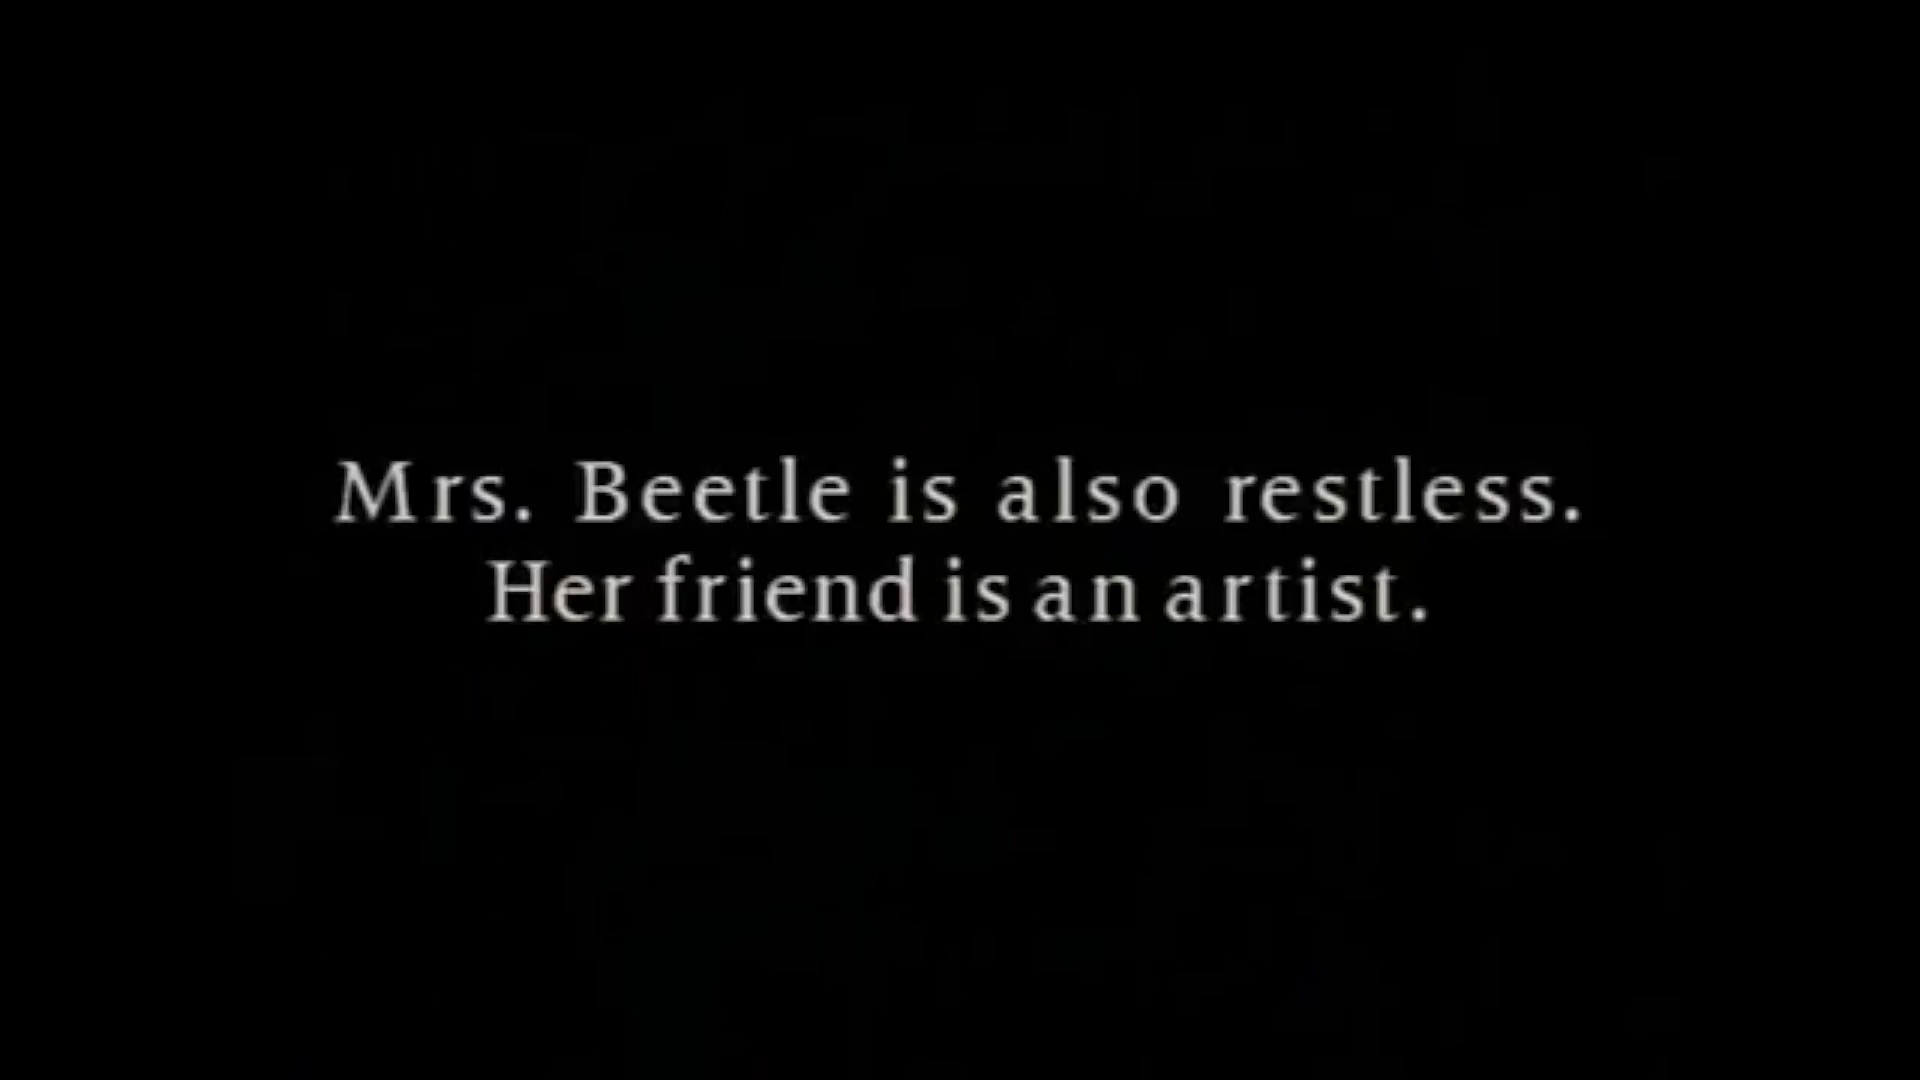 Mrs. Beetle is also restless.
Her friend is an artist.